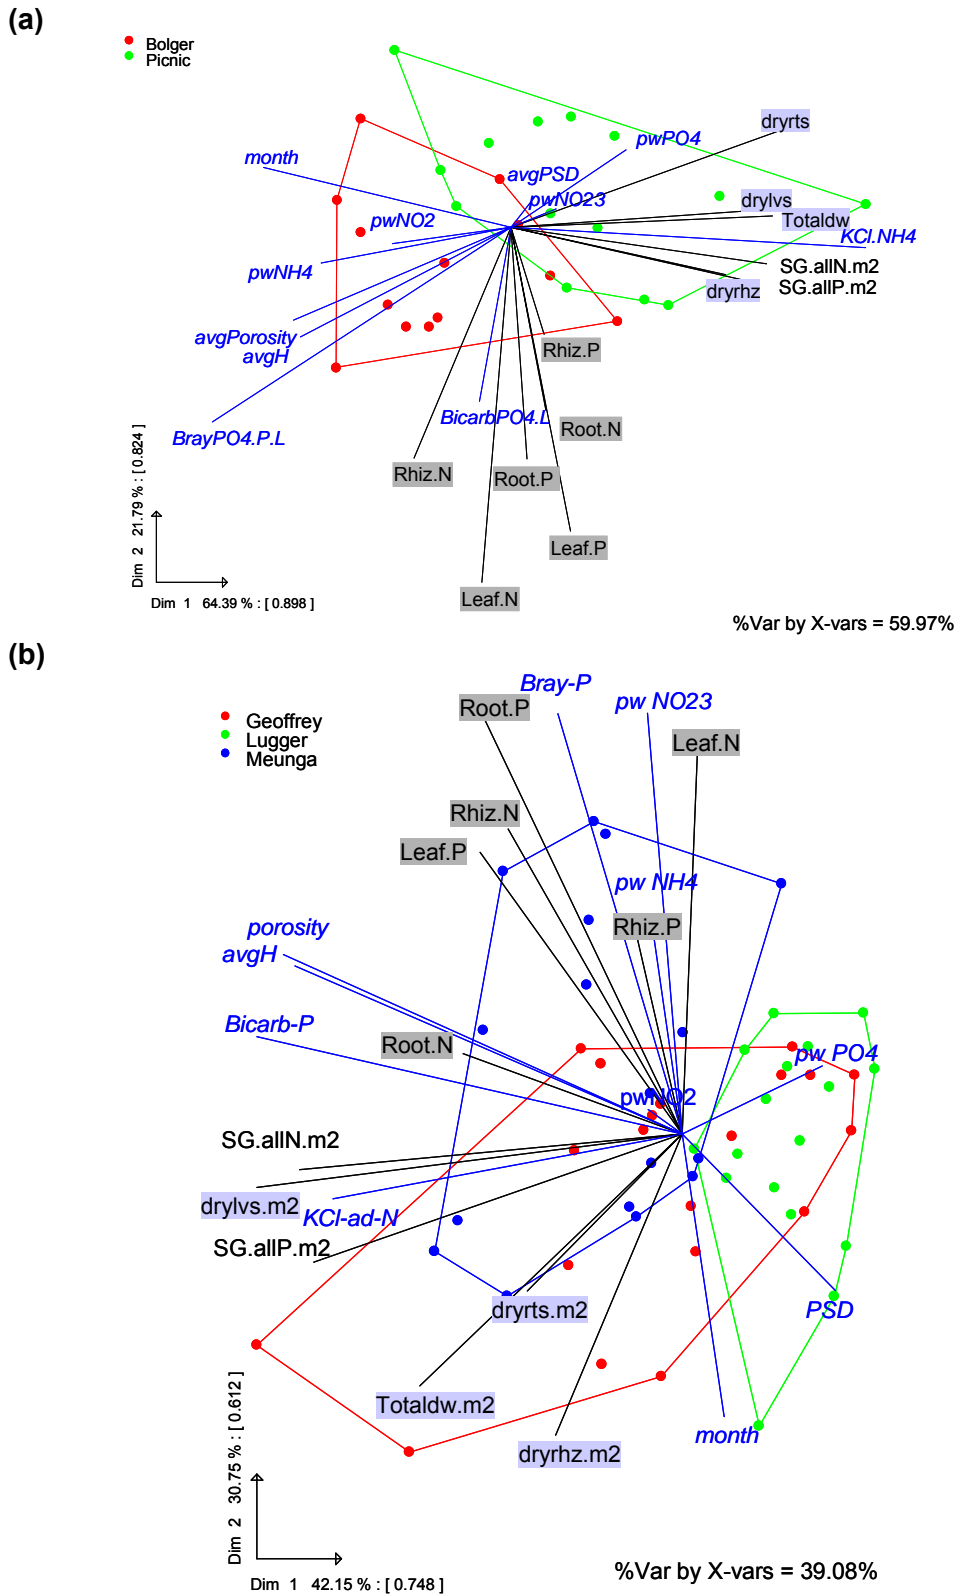 (a)
Bolger
Picnic
dryrts
pwPO4
month
avgPSD
pwNO23
drylvs
pwNO2
Totaldw
KCl.NH4
pwNH4
SG.allN.m2
SG.allP.m2
dryrhz
avgPorosity
avgH
Rhiz.P
BicarbPO4.L
Root.N
BrayPO4.P.L
Rhiz.N
Root.P
Leaf.P
Leaf.N
Dim 2 21.79 % : [ 0.824 ]
Dim 1 64.39 % : [ 0.898 ]
%Var by X-vars = 59.97%
(b)
Bray-P
Root.P
pw NO23
Geoffrey
Lugger
Meunga
Leaf.N
Rhiz.N
Leaf.P
pw NH4
Rhiz.P
porosity
avgH
Bicarb-P
Root.N
pw PO4
pwNO2
SG.allN.m2
drylvs.m2
KCl-ad-N
SG.allP.m2
dryrts.m2
PSD
Totaldw.m2
month
dryrhz.m2
Dim 2 30.75 % : [ 0.612 ]
Dim 1 42.15 % : [ 0.748 ]
%Var by X-vars = 39.08%